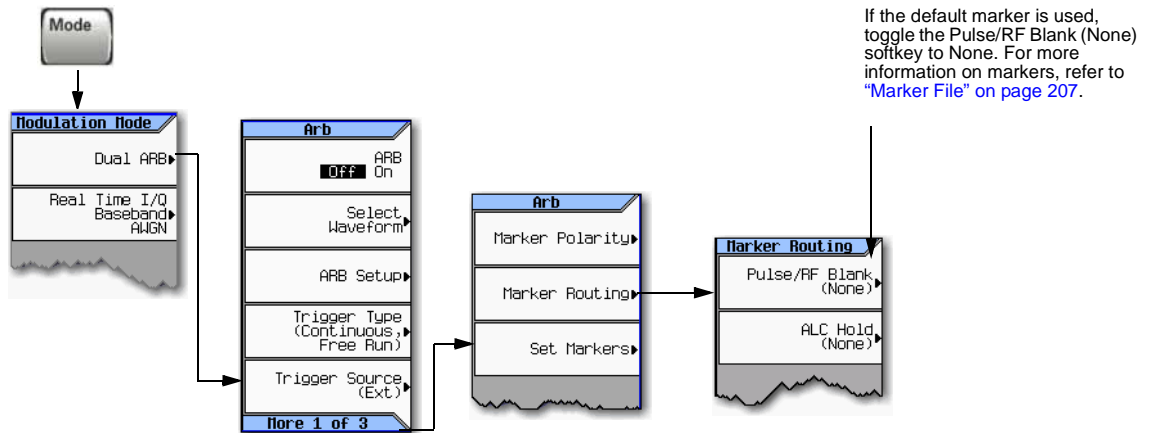 If the default marker is used,
toggle the Pulse/RF Blank (None)
softkey to None. For more
information on markers, refer to
“Marker File” on page 207.
Mode
Modulation Mode
Dual ARB
Real Time I/Q
Baseband
AWGN
Arb
ARB
Off On
Select
Waveform
ARB Setup
Trigger Type
(Continuous,
Free Run)
Trigger Source
(Ext)
More 1 of 3
Arb
Marker Polarity
Marker Routing
Set Markers
Marker Routing
Pulse/RF Blank
(None)
ALC Hold
(None)